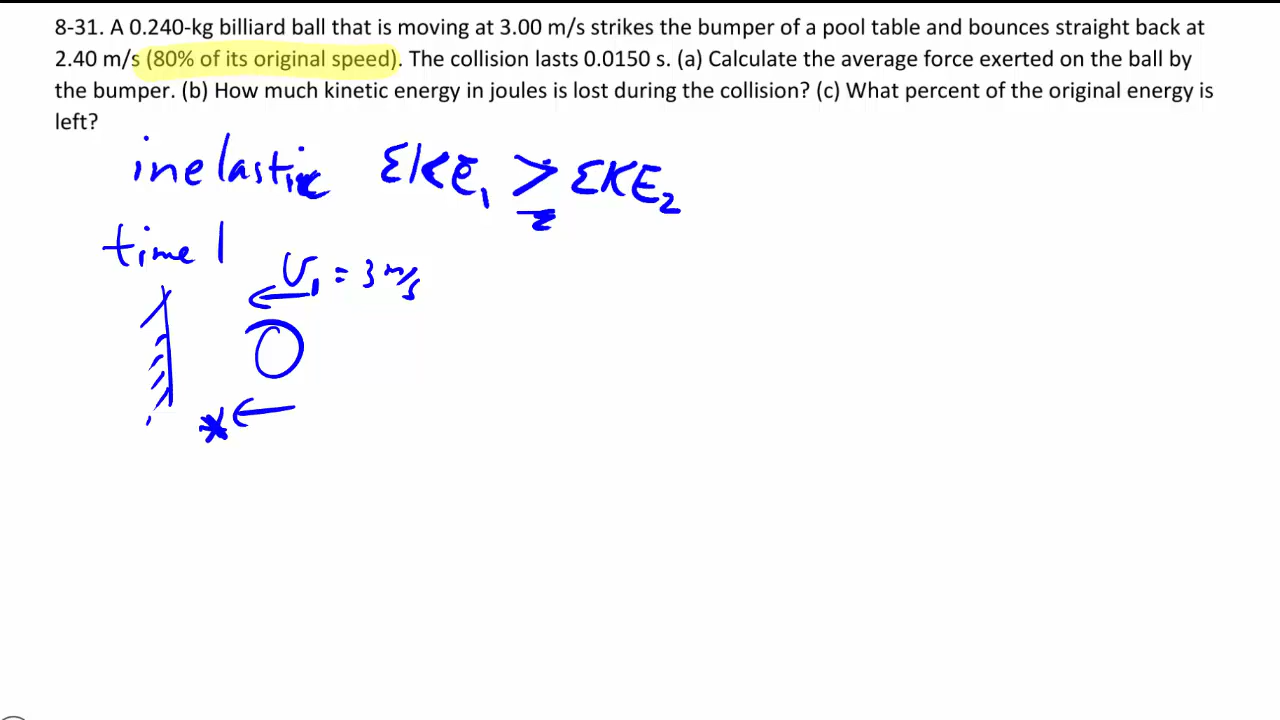 8-31. A 0.240-kg billiard ball that is moving at 3.00 m/s strikes the bumper of a pool table and bounces straight back at
2.40 m/s (80% of its original speed). The collision lasts 0.0150 s. (a) Calculate the average force exerted on the ball by
the bumper. (b) How much kinetic energy in joules is lost during the collision? (c) What percent of the original energy is
left?
inelastic ΣKE₁ > ΣKE₂
time 1
v₁ = 3 m/s